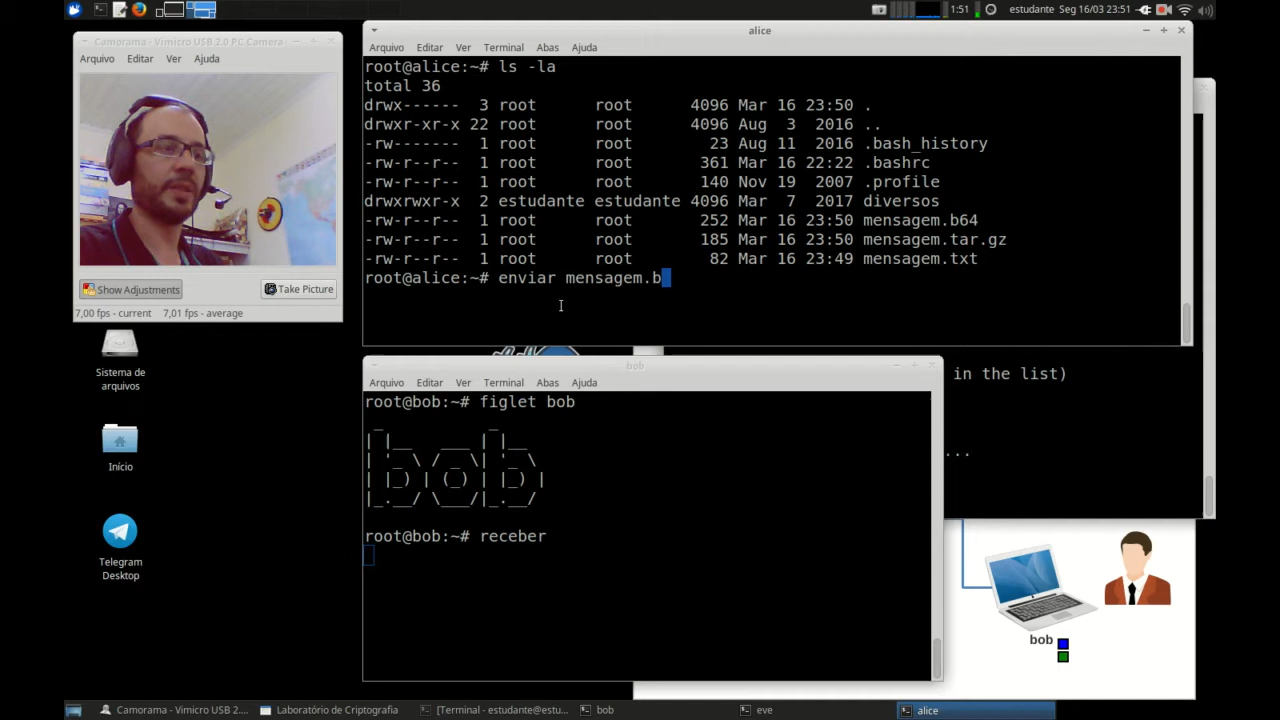 1:51
estudante Seg 16/03 23:51
Camorama - Vimicro USB 2.0 PC Camera
Arquivo Editar Ver Ajuda
Show Adjustments
Take Picture
7,00 fps - current 7,01 fps - average
Sistema de
arquivos
Início
Telegram
Desktop
alice
Arquivo Editar Ver Terminal Abas Ajuda
root@alice:~# ls -la
total 36
drwx------ 3 root root 4096 Mar 16 23:50 .
drwxr-xr-x 22 root root 4096 Aug 3 2016 ..
-rw------- 1 root root 23 Aug 11 2016 .bash_history
-rw-r--r-- 1 root root 361 Mar 16 22:22 .bashrc
-rw-r--r-- 1 root root 140 Nov 19 2007 .profile
drwxrwxr-x 2 estudante estudante 4096 Mar 7 2017 diversos
-rw-r--r-- 1 root root 252 Mar 16 23:50 mensagem.b64
-rw-r--r-- 1 root root 185 Mar 16 23:50 mensagem.tar.gz
-rw-r--r-- 1 root root 82 Mar 16 23:49 mensagem.txt
root@alice:~# enviar mensagem.b
in the list)
...
bob
Arquivo Editar Ver Terminal Abas Ajuda
root@bob:~# figlet bob
bob
root@bob:~# receber
bob
Camorama - Vimicro USB 2....
Laboratório de Criptografia
[Terminal - estudante@estu...
bob
eve
alice